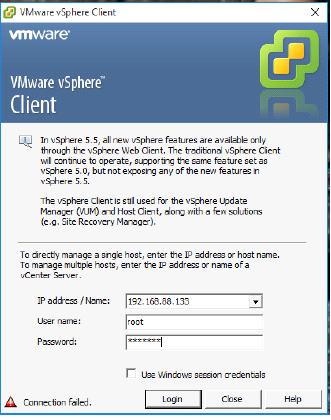 VMware vSphere Client
vmware
VMware vSphere™
Client
In vSphere 5.5, all new vSphere features are available only
through the vSphere Web Client. The traditional vSphere Client
will continue to operate, supporting the same feature set as
vSphere 5.0, but not exposing any of the new features in
vSphere 5.5.
The vSphere Client is still used for the vSphere Update
Manager (VUM) and Host Client, along with a few solutions
(e.g. Site Recovery Manager).
To directly manage a single host, enter the IP address or host name.
To manage multiple hosts, enter the IP address or name of a
vCenter Server.
IP address / Name: 192.168.88.133
User name: root
Password: *******
Use Windows session credentials
Connection failed. Login Close Help